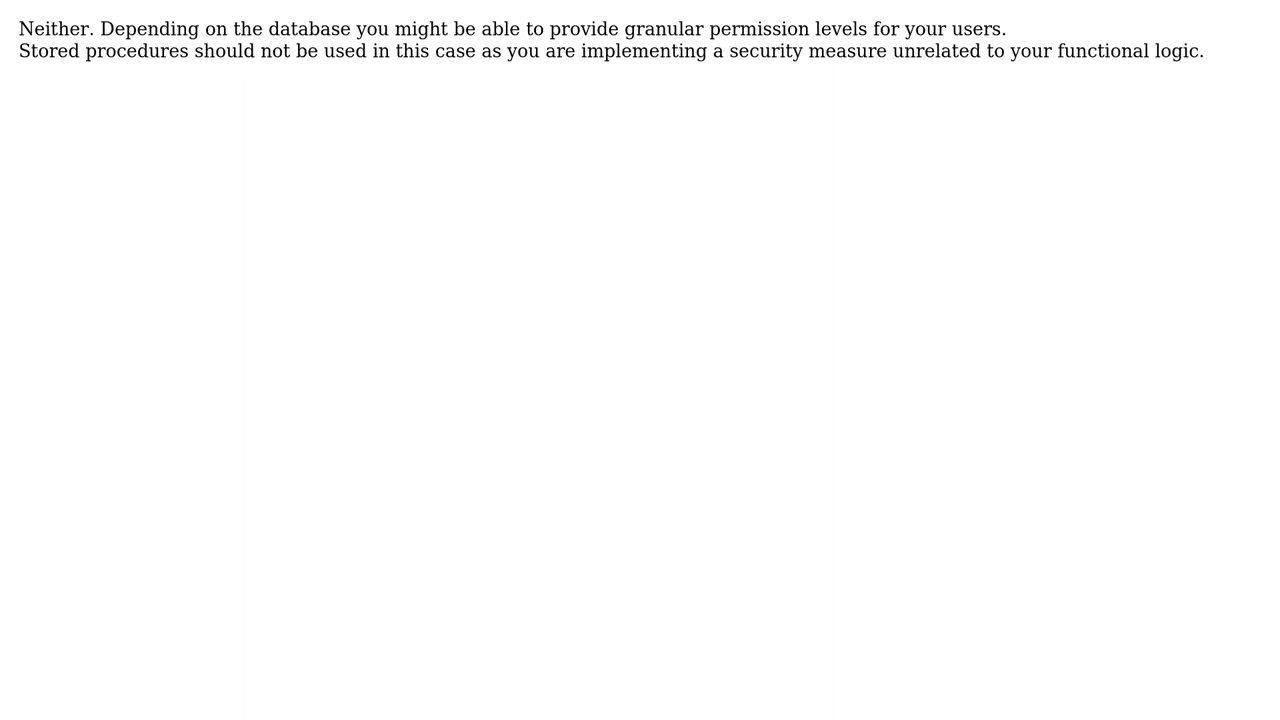 Neither. Depending on the database you might be able to provide granular permission levels for your users.
Stored procedures should not be used in this case as you are implementing a security measure unrelated to your functional logic.